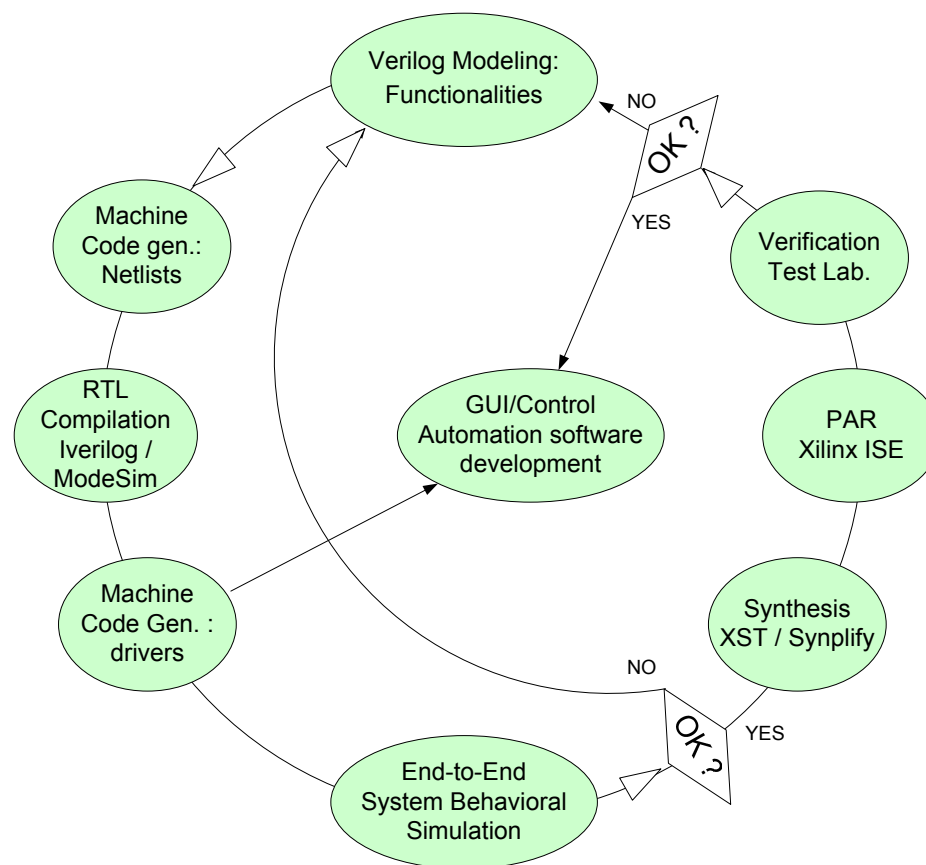 Verilog Modeling:
Functionalities
NO
OK ?
YES
Machine
Code gen.:
Netlists
Verification
Test Lab.
RTL
Compilation
Iverilog /
ModeSim
GUI/Control
Automation software
development
PAR
Xilinx ISE
Machine
Code Gen. :
drivers
Synthesis
XST / Synplify
NO
OK ?
YES
End-to-End
System Behavioral
Simulation